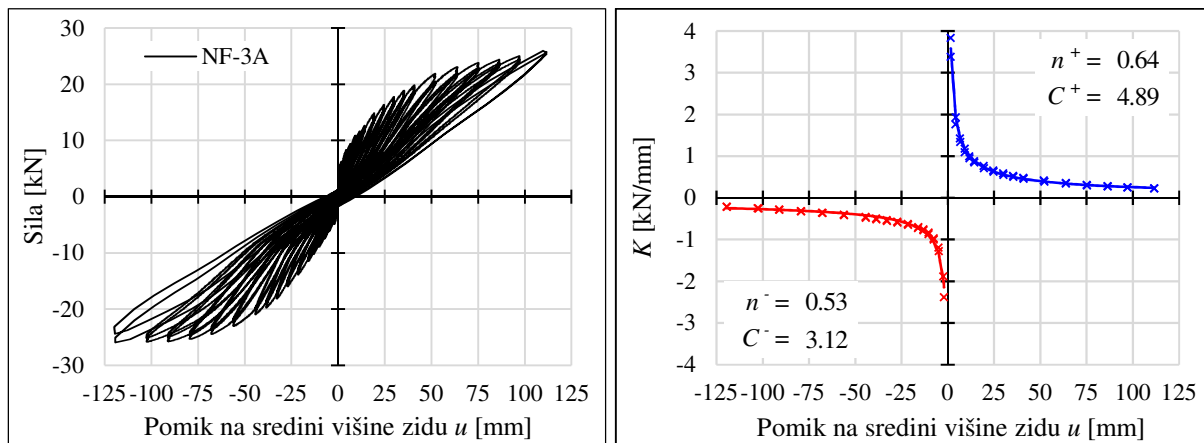 30
20
10
0
-10
-20
-30
Sila [kN]
NF-3A
-125 -100 -75 -50 -25 0 25 50 75 100 125
Pomik na sredini višine zidu u [mm]
4
3
2
1
0
-1
-2
-3
-4
K [kN/mm]
n⁺ = 0.64
C⁺ = 4.89
n⁻ = 0.53
C⁻ = 3.12
-125 -100 -75 -50 -25 0 25 50 75 100 125
Pomik na sredini višine zidu u [mm]